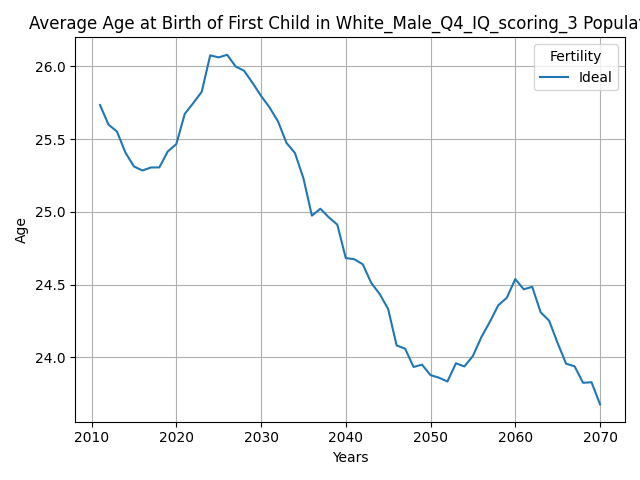 Average Age at Birth of First Child in White_Male_Q4_IQ_scoring_3 Populat
Fertility
Ideal
26.0
25.5
25.0
24.5
24.0
Age
2010 2020 2030 2040 2050 2060 2070
Years